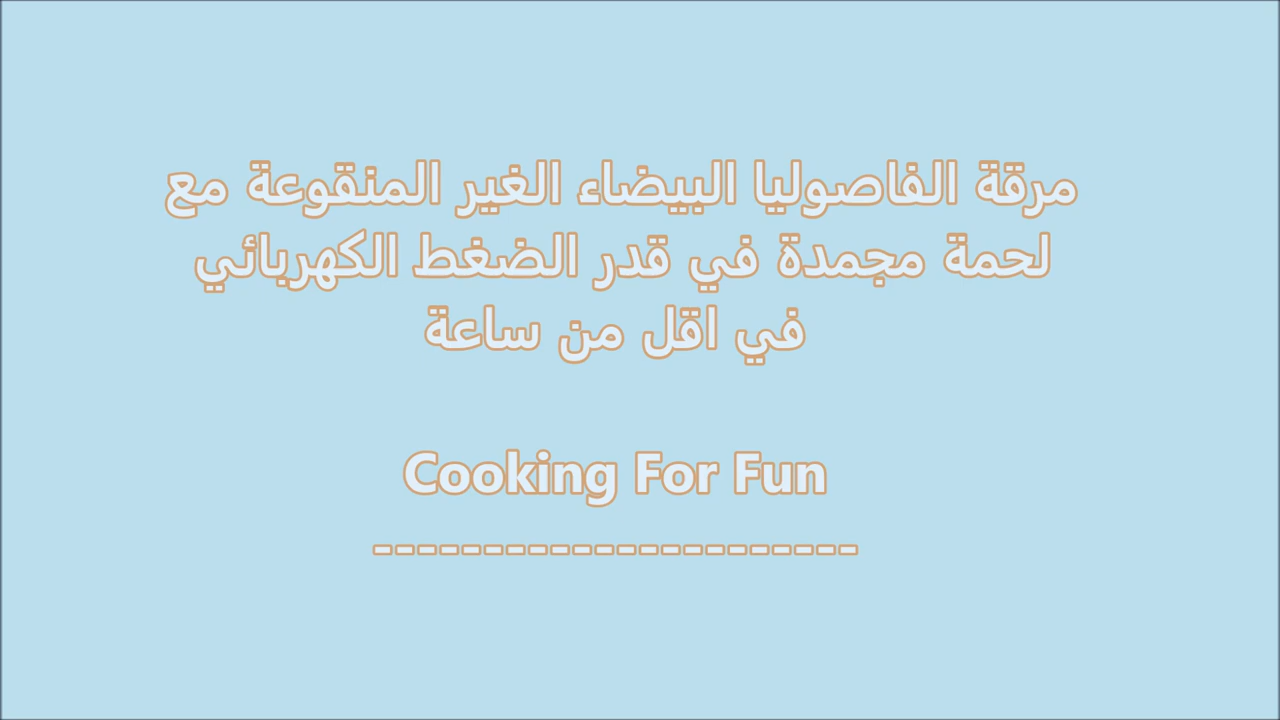 مرقة الفاصوليا البيضاء الغير المنقوعة مع
لحمة مجمدة في قدر الضغط الكهربائي
في اقل من ساعة
Cooking For Fun
----------------------